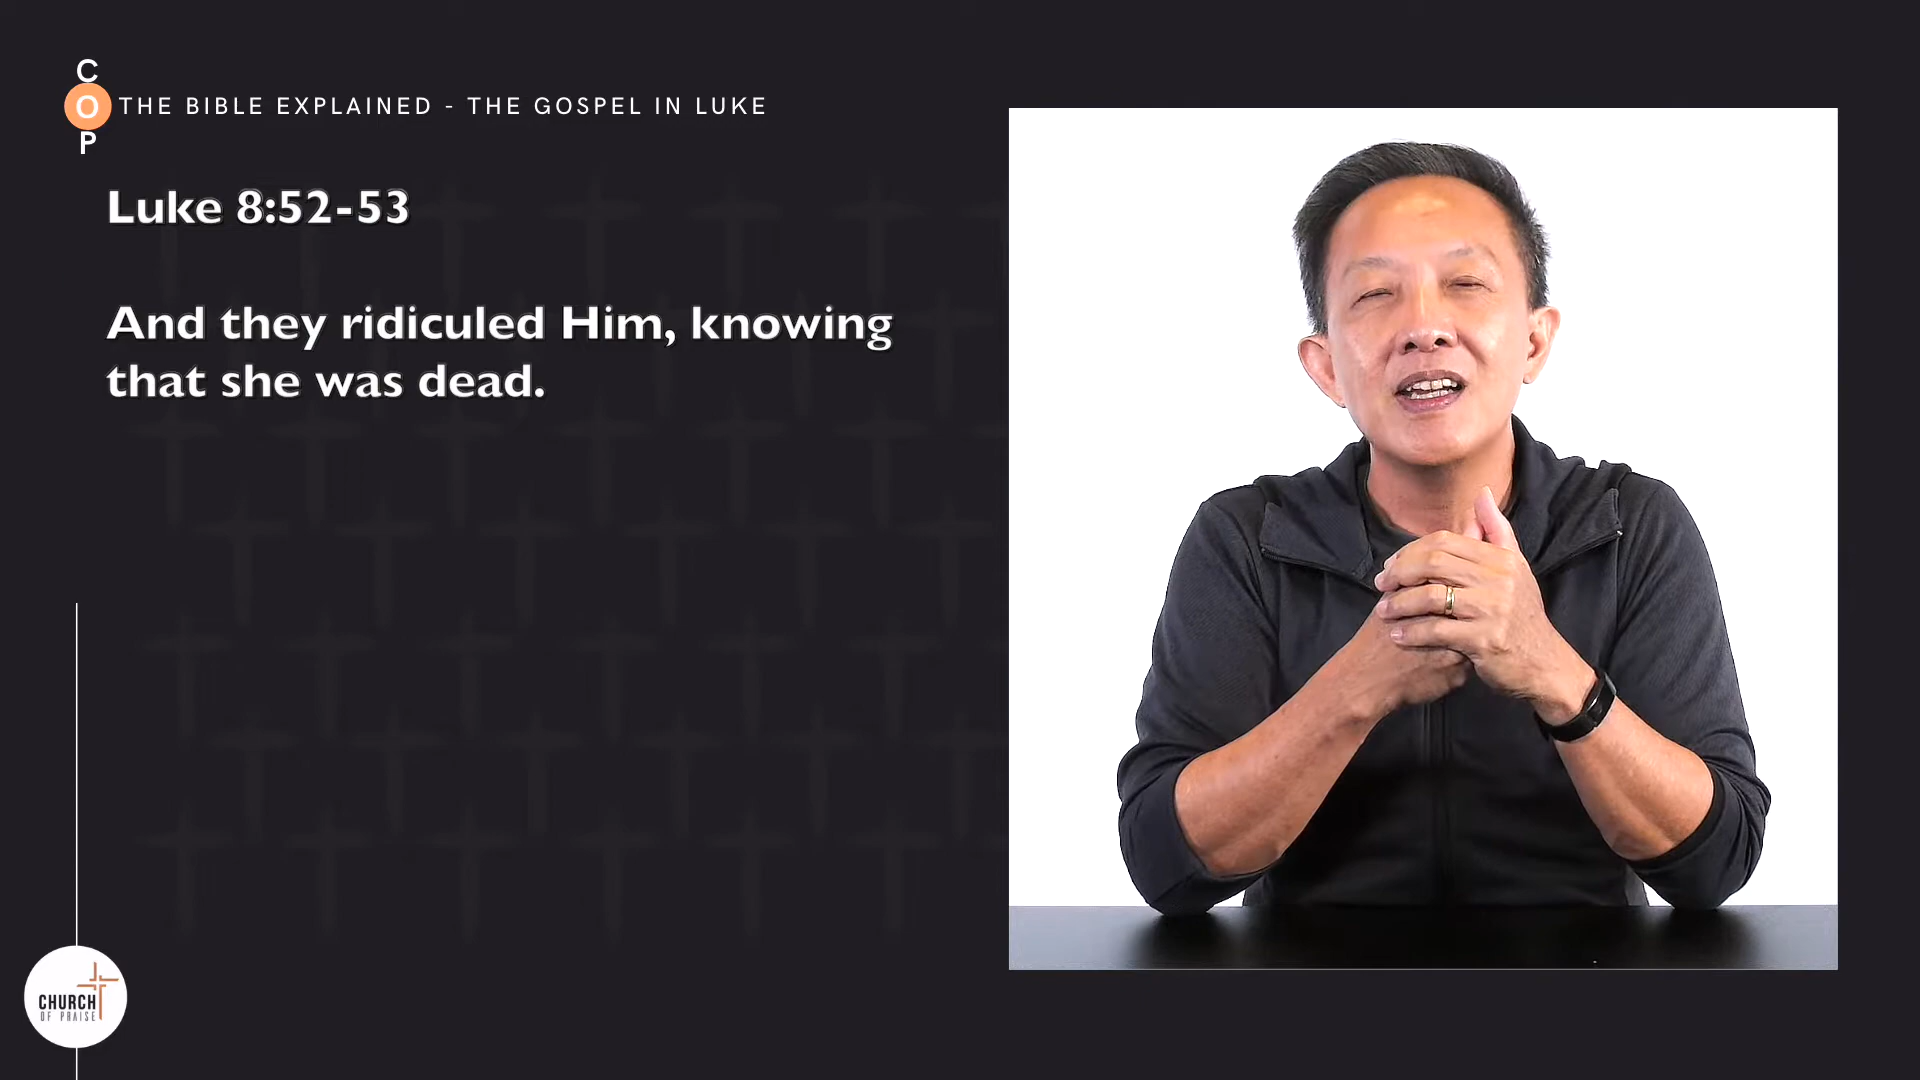 C
O THE BIBLE EXPLAINED - THE GOSPEL IN LUKE
P
Luke 8:52-53
And they ridiculed Him, knowing
that she was dead.
CHURCH
OF PRAISE